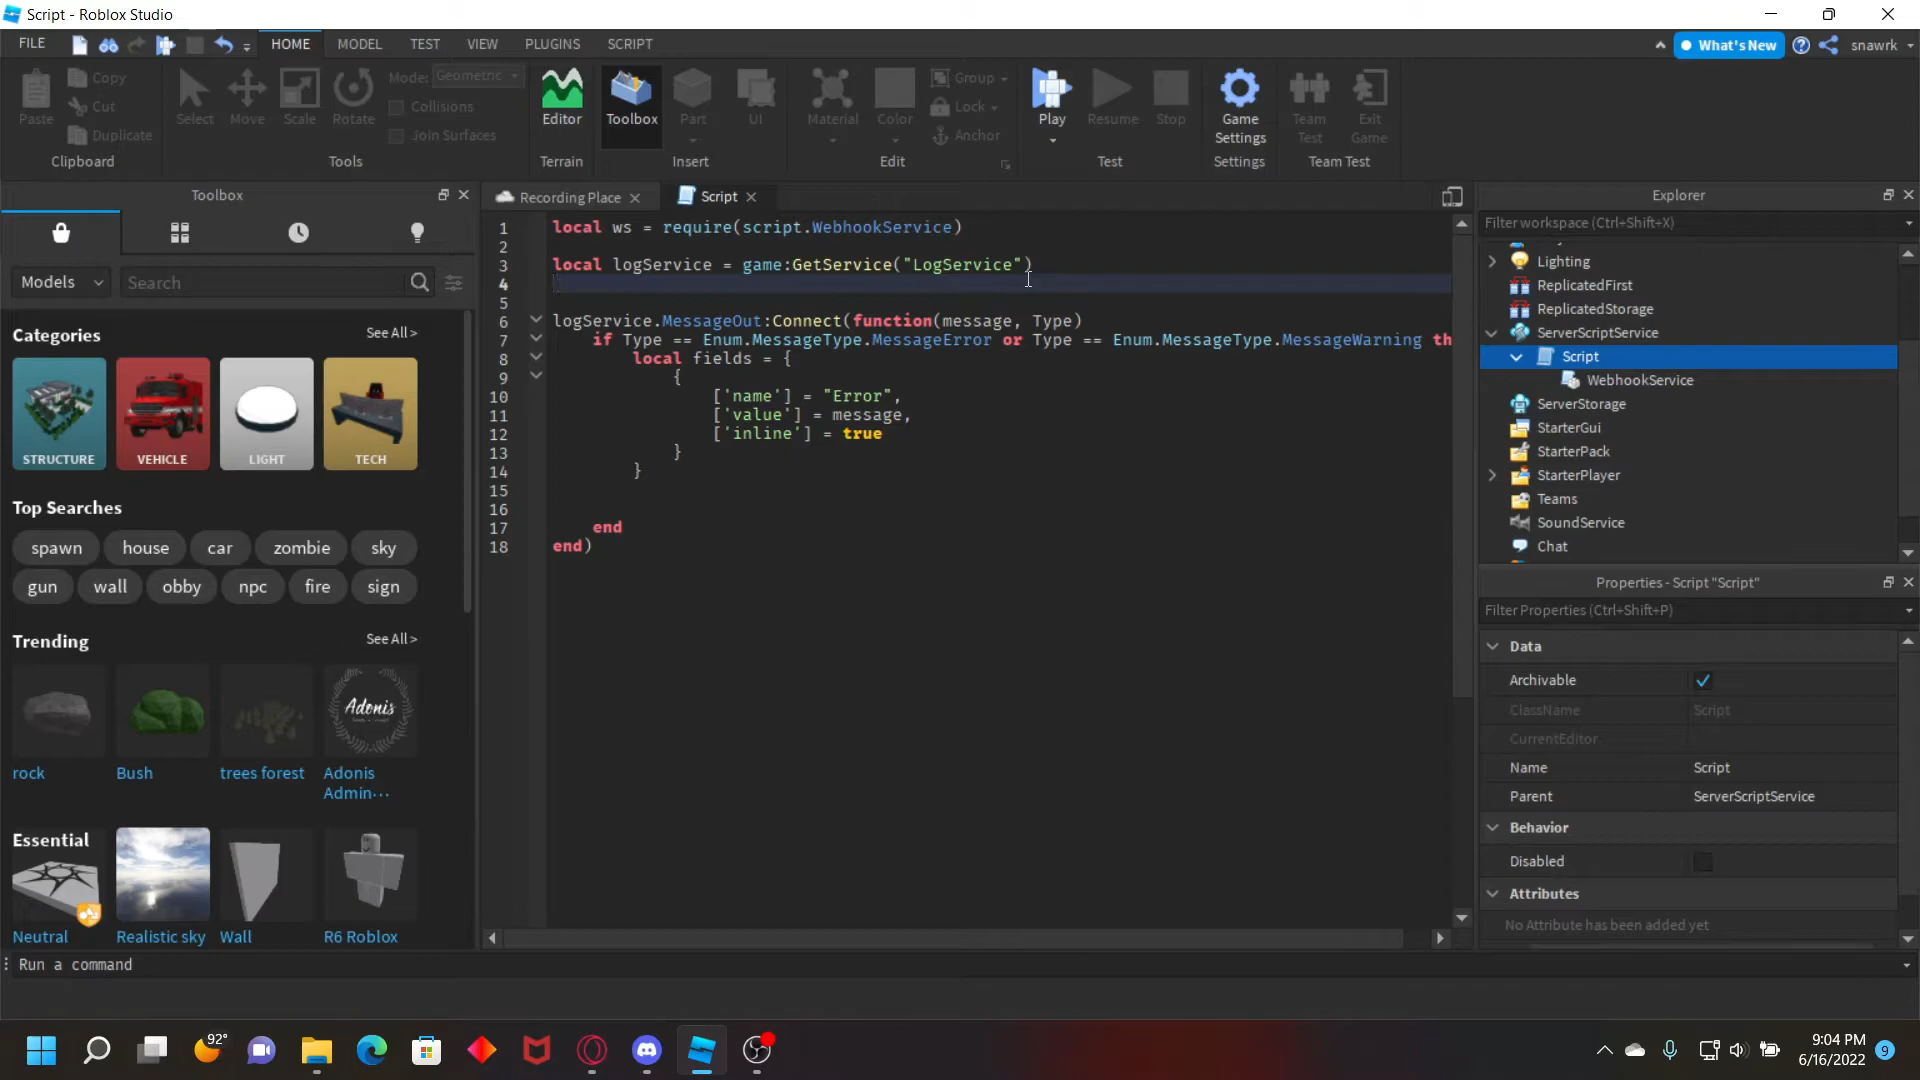 Script - Roblox Studio
FILE
HOME
MODEL
TEST
VIEW
PLUGINS
SCRIPT
What's New
snawrk
Paste
Copy
Cut
Duplicate
Clipboard
Select
Move
Scale
Rotate
Mode: Geometric
Collisions
Join Surfaces
Tools
Editor
Terrain
Toolbox
Part
UI
Insert
Material
Color
Group
Lock
Anchor
Edit
Play
Resume
Stop
Test
Game Settings
Settings
Team Test
Exit Game
Team Test
Toolbox
Models
Search
Categories
See All >
STRUCTURE
VEHICLE
LIGHT
TECH
Top Searches
spawn
house
car
zombie
sky
gun
wall
obby
npc
fire
sign
Trending
See All >
Adonis
rock
Bush
trees forest
Adonis Admin...
Essential
Neutral
Realistic sky
Wall
R6 Roblox
Recording Place
Script
1 local ws = require(script.WebhookService)
2
3 local logService = game:GetService("LogService")
4
5
6 logService.MessageOut:Connect(function(message, Type)
7 if Type == Enum.MessageType.MessageError or Type == Enum.MessageType.MessageWarning th
8 local fields = {
9 {
10 ['name'] = "Error",
11 ['value'] = message,
12 ['inline'] = true
13 }
14 }
15
16
17 end
18 end)
Explorer
Filter workspace (Ctrl+Shift+X)
Lighting
ReplicatedFirst
ReplicatedStorage
ServerScriptService
Script
WebhookService
ServerStorage
StarterGui
StarterPack
StarterPlayer
Teams
SoundService
Chat
Properties - Script "Script"
Filter Properties (Ctrl+Shift+P)
Data
Archivable
ClassName Script
CurrentEditor
Name Script
Parent ServerScriptService
Behavior
Disabled
Attributes
No Attribute has been added yet
Run a command
92°
9:04 PM
6/16/2022
9